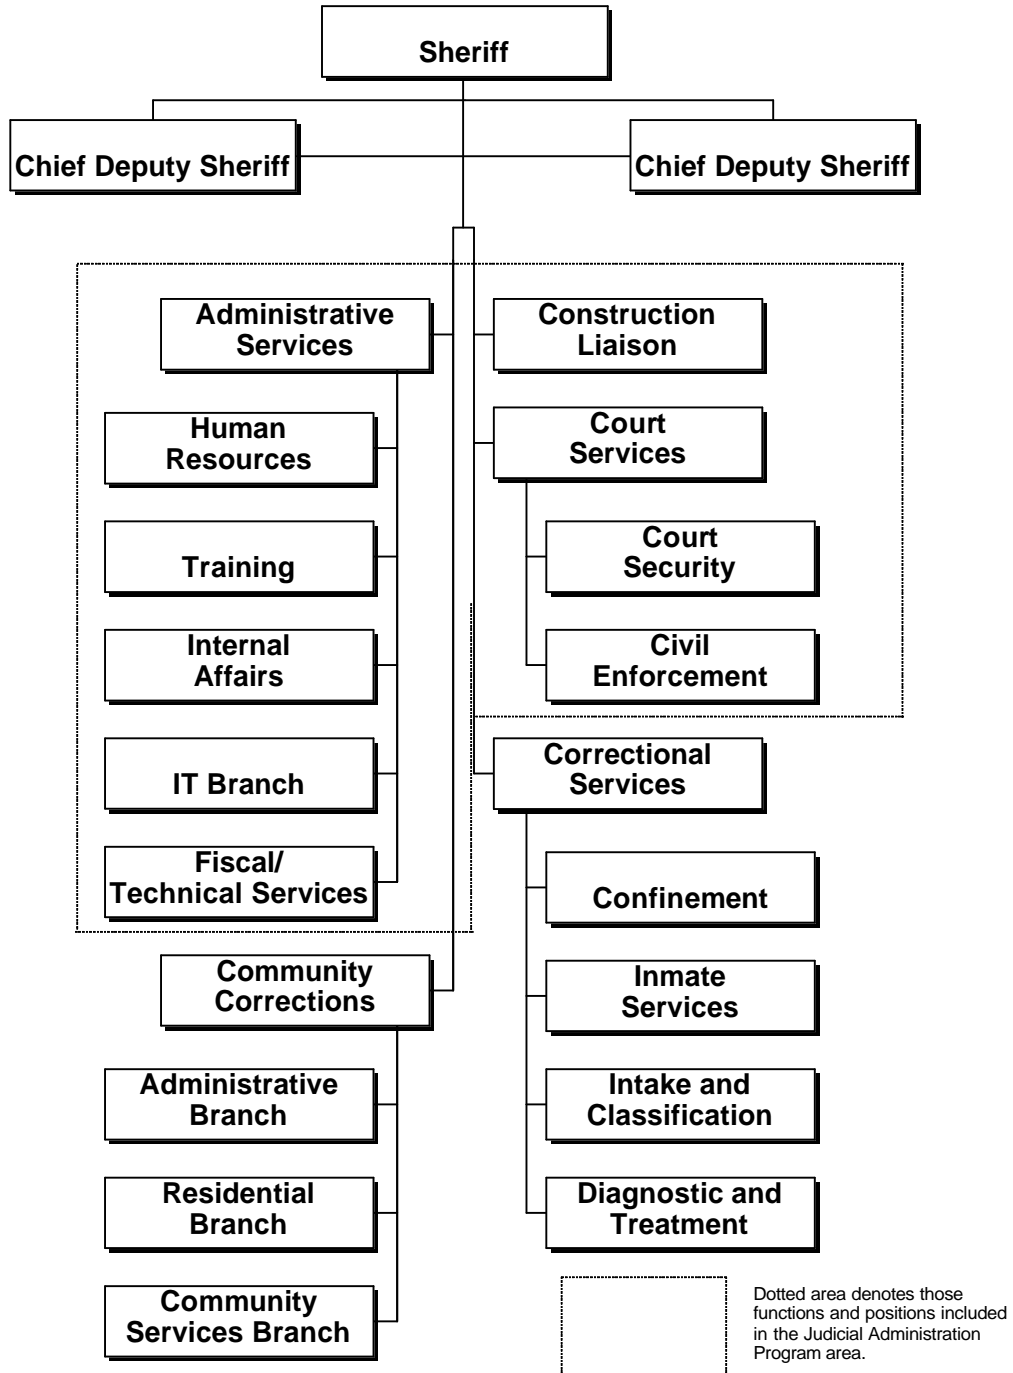 Sheriff
Chief Deputy Sheriff
Chief Deputy Sheriff
Administrative
Services
Human
Resources
Training
Internal
Affairs
IT Branch
Fiscal/
Technical Services
Construction
Liaison
Court
Services
Court
Security
Civil
Enforcement
Correctional
Services
Confinement
Inmate
Services
Intake and
Classification
Diagnostic and
Treatment
Community
Corrections
Administrative
Branch
Residential
Branch
Community
Services Branch
Dotted area denotes those
functions and positions included
in the Judicial Administration
Program area.